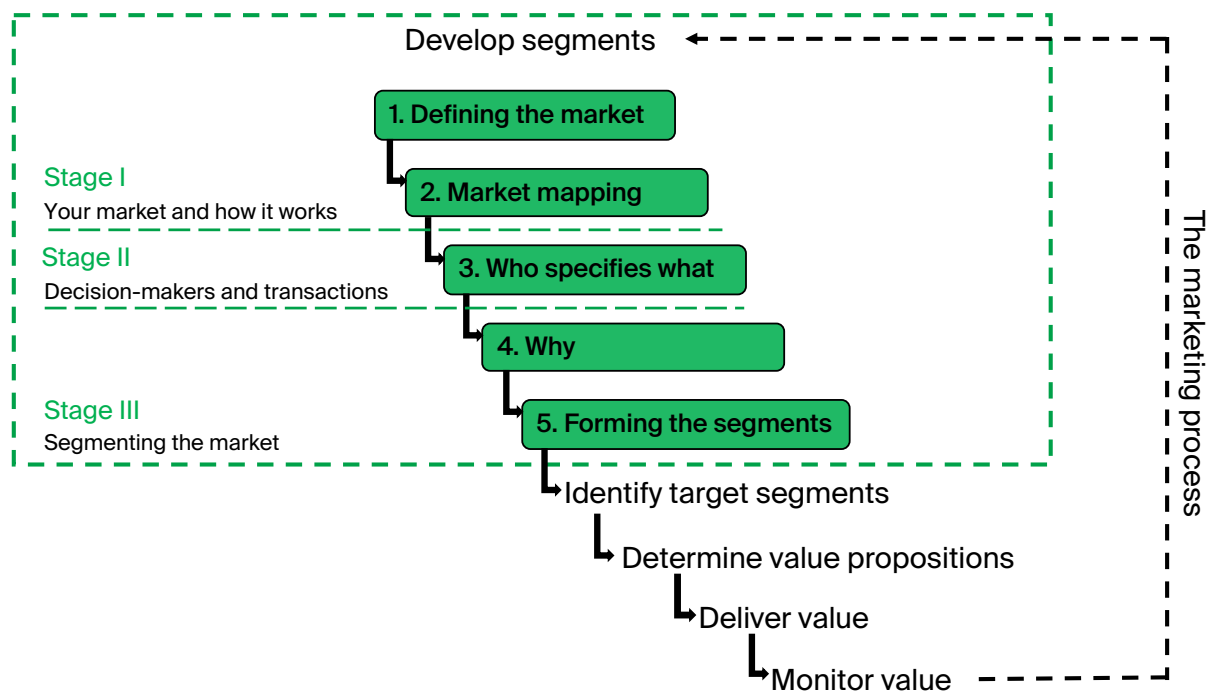 Develop segments
1. Defining the market
Stage I
2. Market mapping
Your market and how it works
Stage II
3. Who specifies what
Decision-makers and transactions
4. Why
Stage III
5. Forming the segments
Segmenting the market
Identify target segments
Determine value propositions
Deliver value
Monitor value
The marketing process